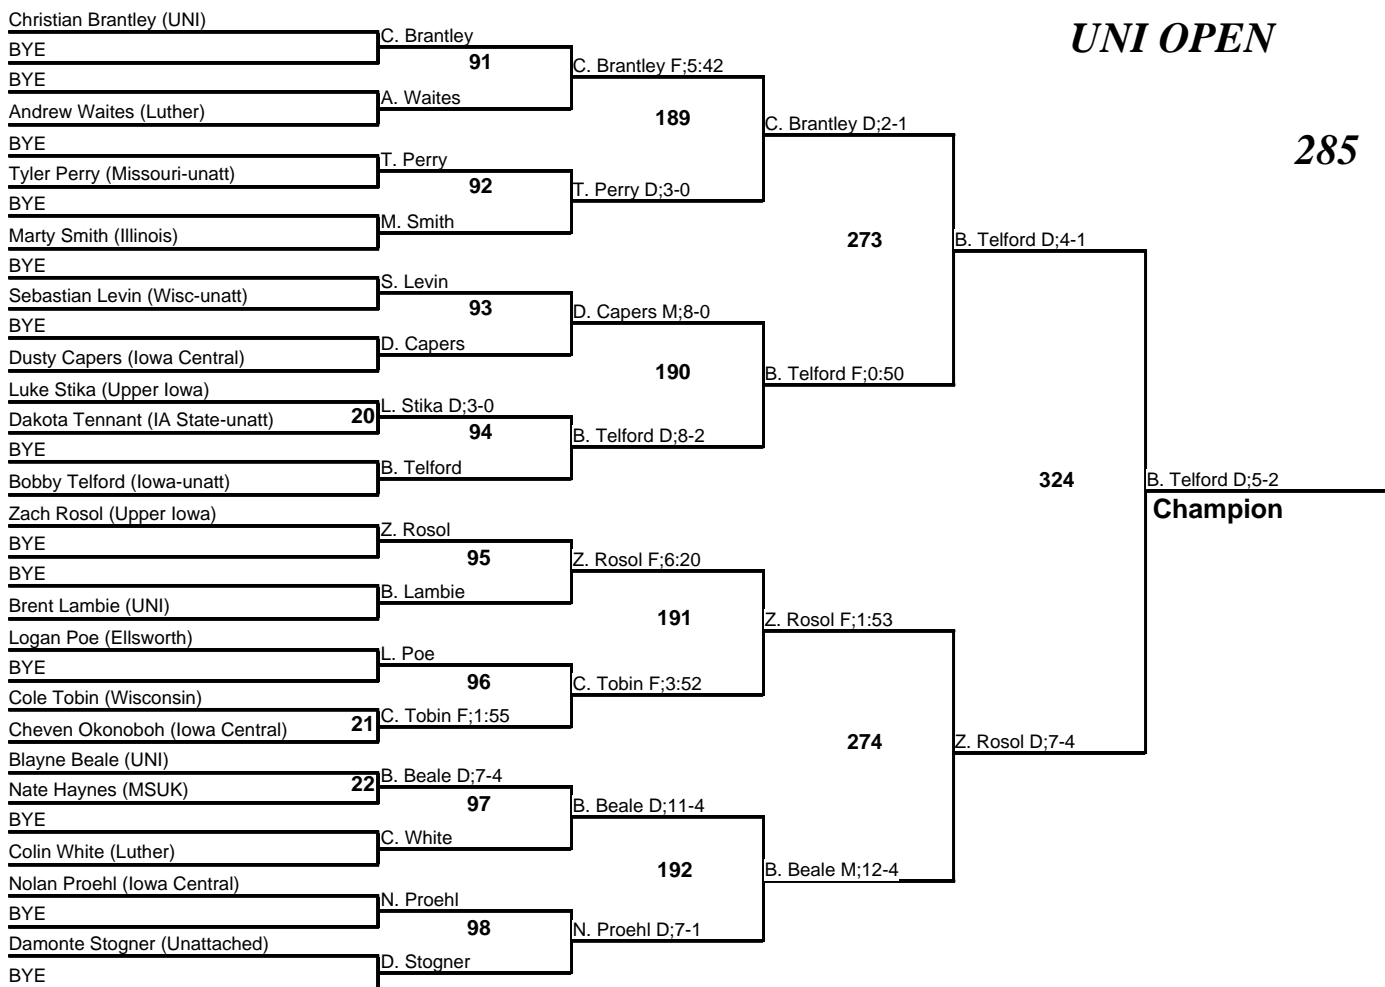 UNI OPEN
285
Christian Brantley (UNI)
BYE
BYE
Andrew Waites (Luther)
BYE
Tyler Perry (Missouri-unatt)
BYE
Marty Smith (Illinois)
BYE
Sebastian Levin (Wisc-unatt)
BYE
Dusty Capers (Iowa Central)
Luke Stika (Upper Iowa)
Dakota Tennant (IA State-unatt)
20
BYE
Bobby Telford (Iowa-unatt)
Zach Rosol (Upper Iowa)
BYE
BYE
Brent Lambie (UNI)
Logan Poe (Ellsworth)
BYE
Cole Tobin (Wisconsin)
Cheven Okonoboh (Iowa Central)
21
Blayne Beale (UNI)
Nate Haynes (MSUK)
22
BYE
Colin White (Luther)
Nolan Proehl (Iowa Central)
BYE
Damonte Stogner (Unattached)
BYE
C. Brantley
91
A. Waites
T. Perry
92
M. Smith
S. Levin
93
D. Capers
L. Stika D;3-0
94
B. Telford
Z. Rosol
95
B. Lambie
L. Poe
96
C. Tobin F;1:55
B. Beale D;7-4
97
C. White
N. Proehl
98
D. Stogner
C. Brantley F;5:42
189
T. Perry D;3-0
D. Capers M;8-0
190
B. Telford D;8-2
Z. Rosol F;6:20
191
C. Tobin F;3:52
B. Beale D;11-4
192
N. Proehl D;7-1
C. Brantley D;2-1
273
B. Telford F;0:50
Z. Rosol F;1:53
274
B. Beale M;12-4
B. Telford D;4-1
324
Z. Rosol D;7-4
B. Telford D;5-2
Champion